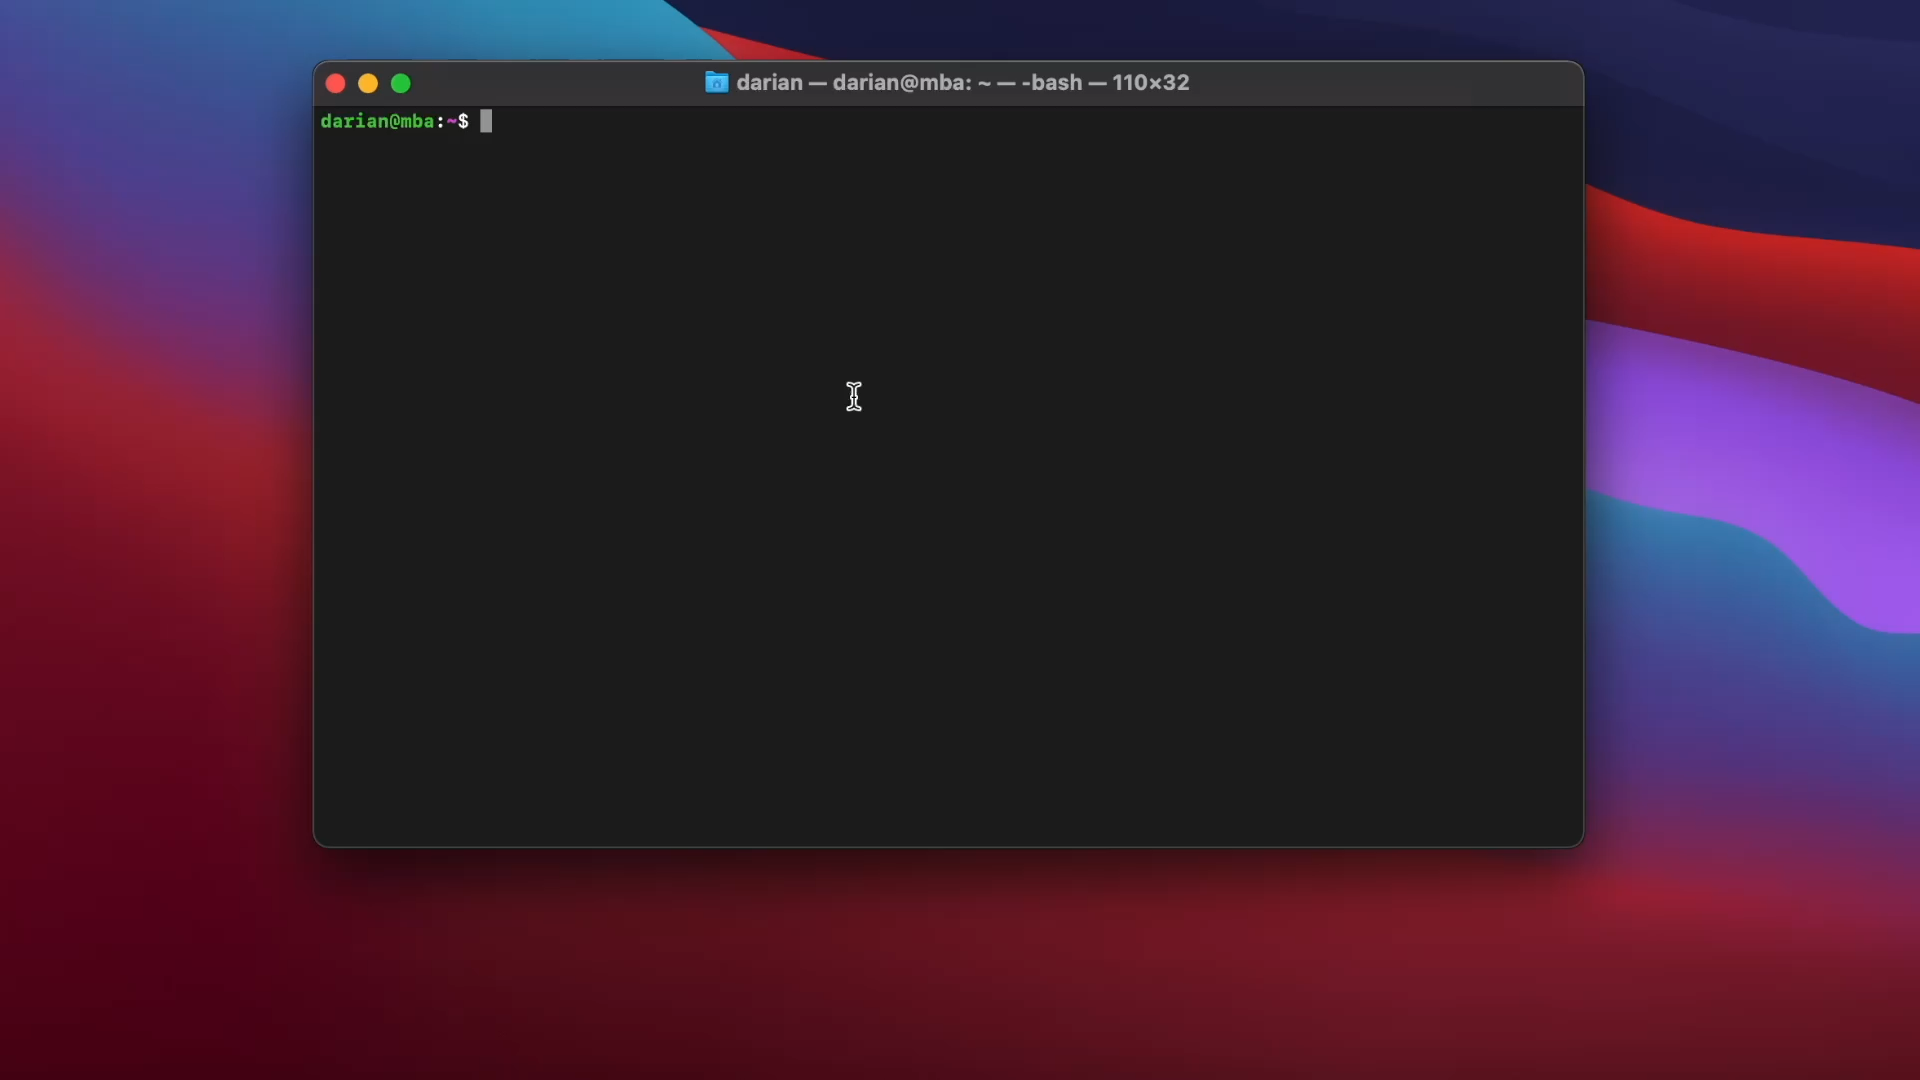 darian — darian@mba: ~ — -bash — 110×32
darian@mba:~$